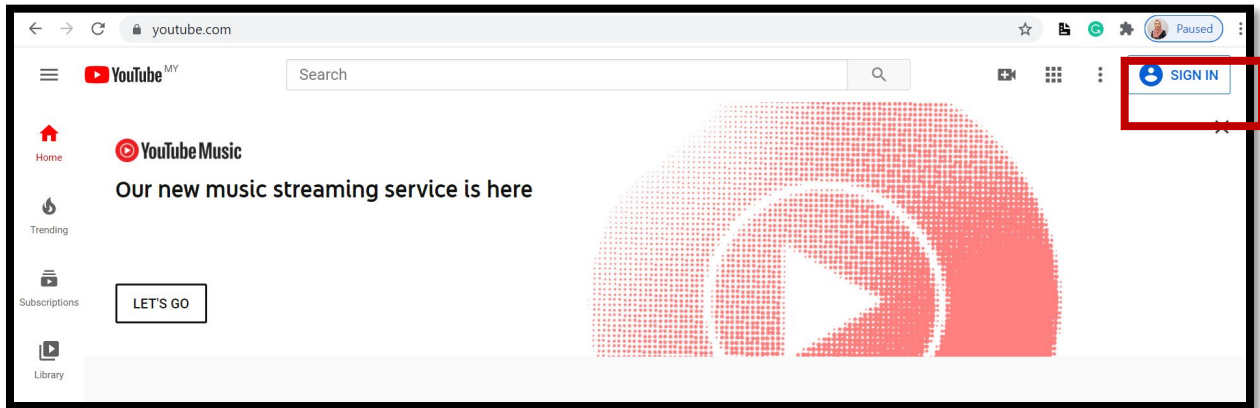 youtube.com
Paused
YouTube MY
Search
SIGN IN
Home
YouTube Music
Our new music streaming service is here
Trending
Subscriptions
LET'S GO
Library